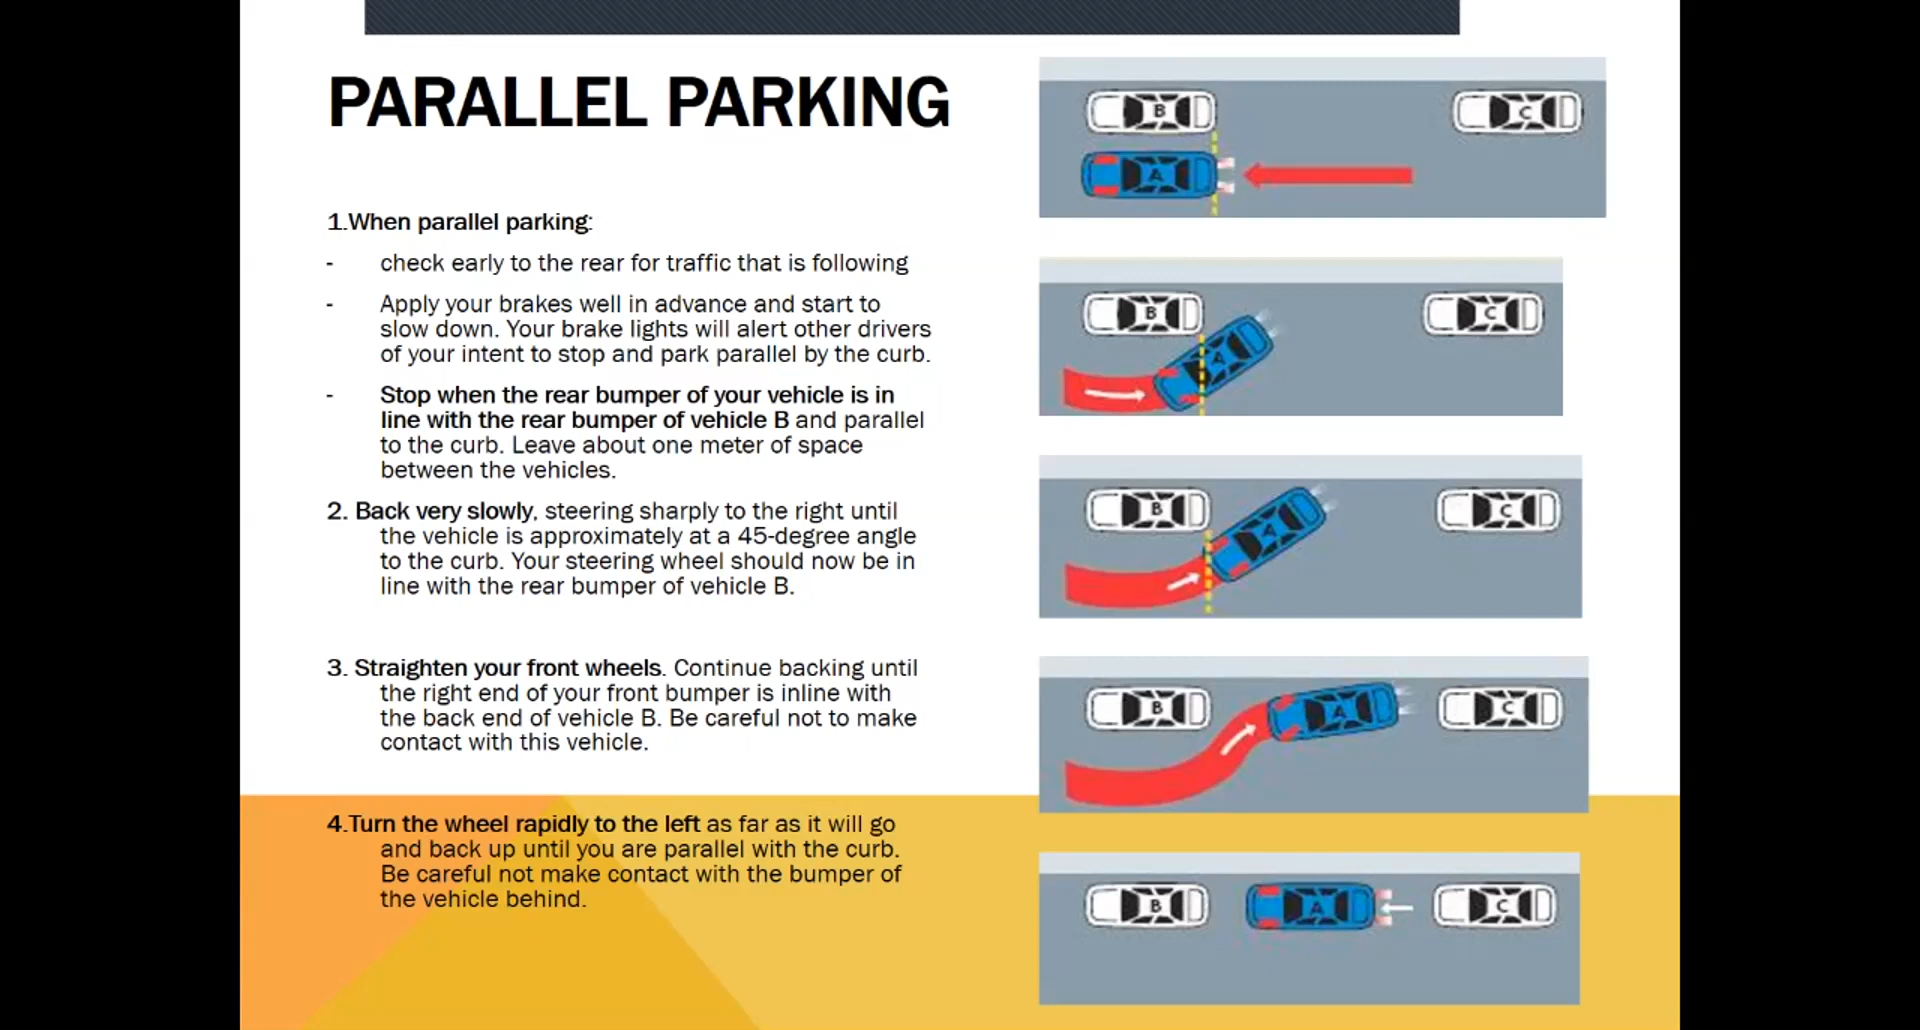 PARALLEL PARKING
1.When parallel parking:
- check early to the rear for traffic that is following
- Apply your brakes well in advance and start to
slow down. Your brake lights will alert other drivers
of your intent to stop and park parallel by the curb.
- Stop when the rear bumper of your vehicle is in
line with the rear bumper of vehicle B and parallel
to the curb. Leave about one meter of space
between the vehicles.
2. Back very slowly, steering sharply to the right until
the vehicle is approximately at a 45-degree angle
to the curb. Your steering wheel should now be in
line with the rear bumper of vehicle B.
3. Straighten your front wheels. Continue backing until
the right end of your front bumper is inline with
the back end of vehicle B. Be careful not to make
contact with this vehicle.
4.Turn the wheel rapidly to the left as far as it will go
and back up until you are parallel with the curb.
Be careful not make contact with the bumper of
the vehicle behind.
B C
A
B C
A
B C
A
B A C
B A C